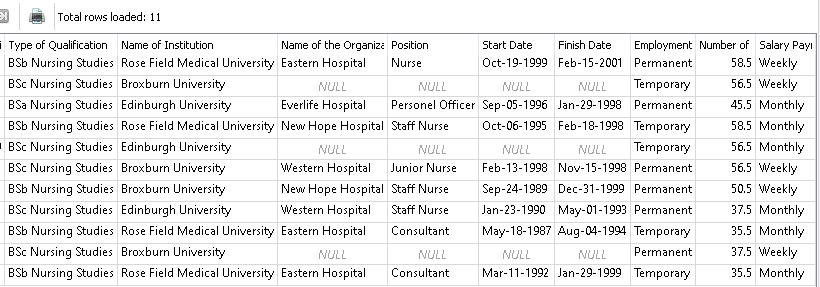 Total rows loaded: 11
Type of Qualification Name of Institution Name of the Organiza Position Start Date Finish Date Employment Number of Salary Payı
BSb Nursing Studies Rose Field Medical University Eastern Hospital Nurse Oct-19-1999 Feb-15-2001 Permanent 58.5 Weekly
BSc Nursing Studies Broxburn University NULL NULL NULL NULL Temporary 56.5 Weekly
BSa Nursing Studies Edinburgh University Everlife Hospital Personel Officer Sep-05-1996 Jan-29-1998 Permanent 45.5 Monthly
BSb Nursing Studies Rose Field Medical University New Hope Hospital Staff Nurse Oct-06-1995 Feb-18-1998 Temporary 58.5 Monthly
BSc Nursing Studies Edinburgh University NULL NULL NULL NULL Temporary 56.5 Monthly
BSc Nursing Studies Broxburn University Western Hospital Junior Nurse Feb-13-1998 Nov-15-1998 Permanent 56.5 Weekly
BSb Nursing Studies Broxburn University New Hope Hospital Staff Nurse Sep-24-1989 Dec-31-1999 Permanent 50.5 Weekly
BSc Nursing Studies Edinburgh University Western Hospital Staff Nurse Jan-23-1990 May-01-1993 Permanent 37.5 Monthly
BSb Nursing Studies Rose Field Medical University Eastern Hospital Consultant May-18-1987 Aug-04-1994 Temporary 35.5 Monthly
BSc Nursing Studies Broxburn University NULL NULL NULL NULL Permanent 37.5 Weekly
BSb Nursing Studies Rose Field Medical University Eastern Hospital Consultant Mar-11-1992 Jan-29-1999 Temporary 35.5 Monthly